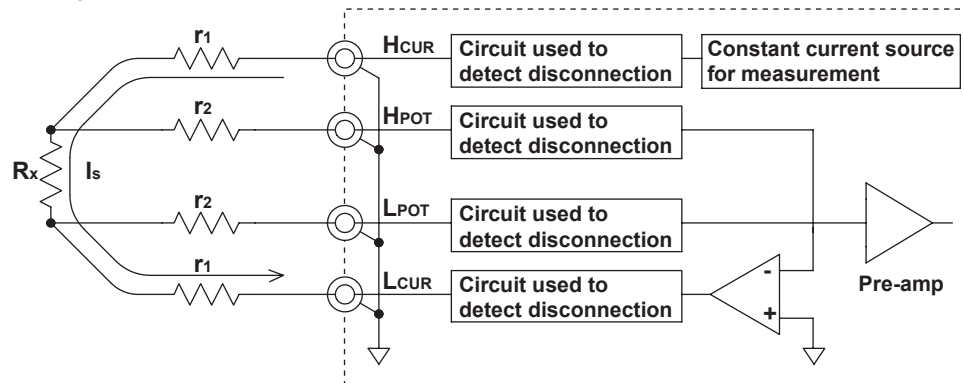 r1
HCUR
Circuit used to
detect disconnection
Constant current source
for measurement
r2
HPOT
Circuit used to
detect disconnection
Rx
Is
r2
LPOT
Circuit used to
detect disconnection
r1
LCUR
Circuit used to
detect disconnection
-
+
Pre-amp